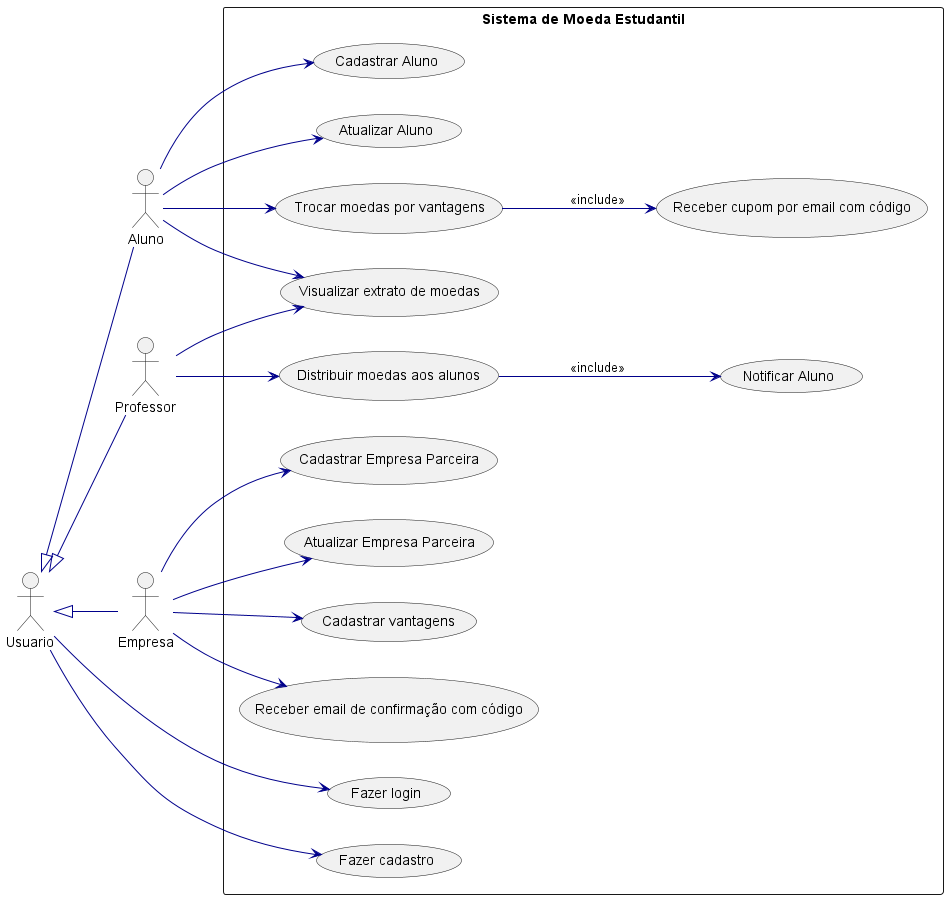 Sistema de Moeda Estudantil
Cadastrar Aluno
Atualizar Aluno
Aluno
Trocar moedas por vantagens
«include»
Receber cupom por email com código
Visualizar extrato de moedas
Professor
Distribuir moedas aos alunos
«include»
Notificar Aluno
Cadastrar Empresa Parceira
Atualizar Empresa Parceira
Usuario
Empresa
Cadastrar vantagens
Receber email de confirmação com código
Fazer login
Fazer cadastro